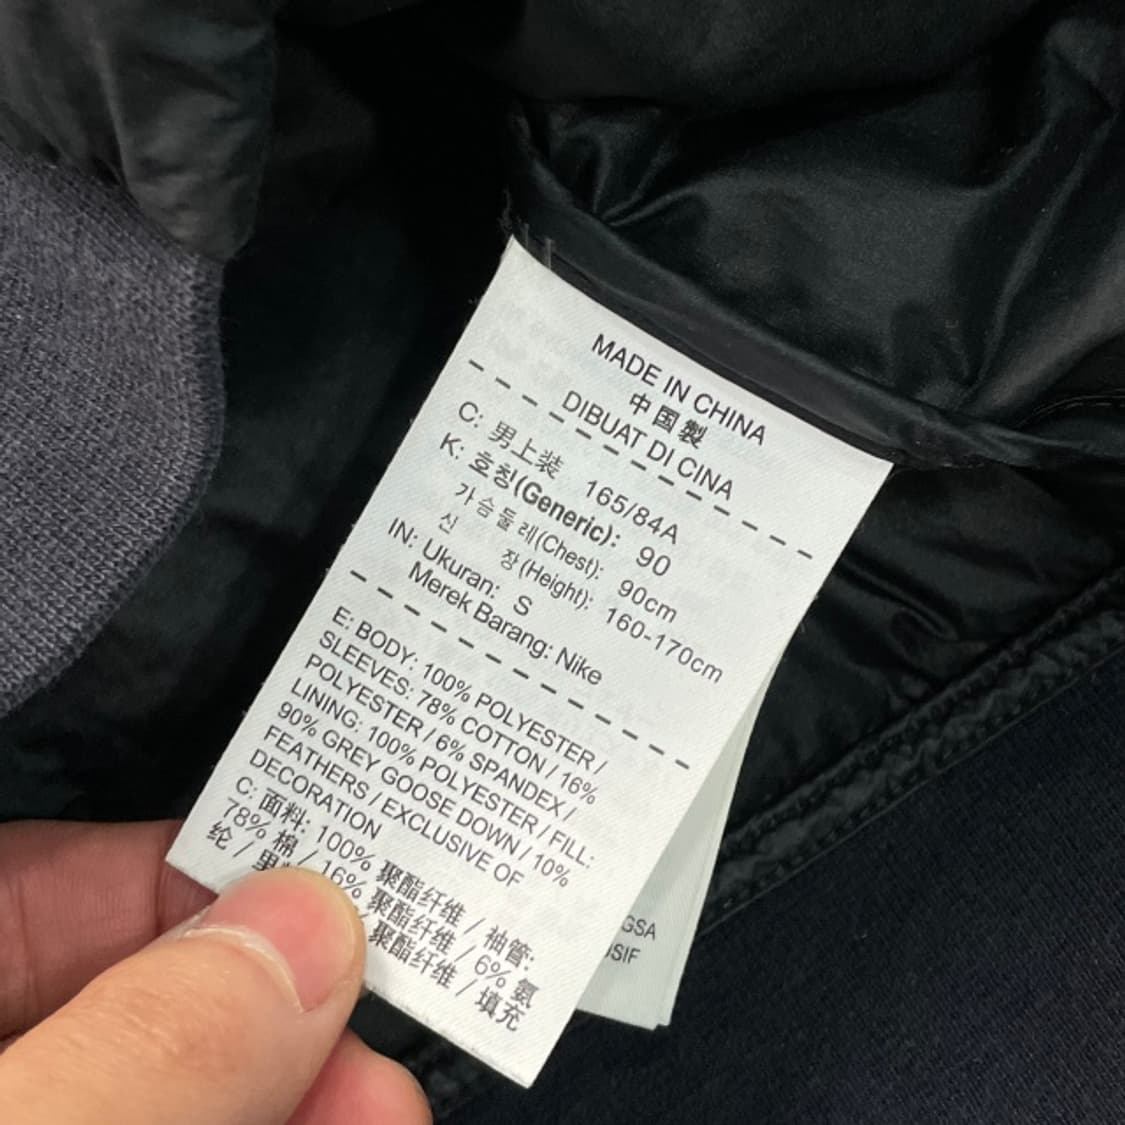 MADE IN CHINA
中国製
DIBUAT DI CINA
C: 男上装 165/84A
K: 호칭(Generic): 90
가슴둘레(Chest): 90cm
신 장(Height): 160-170cm
IN: Ukuran: S
Merek Barang: Nike
E: BODY: 100% POLYESTER /
SLEEVES: 78% COTTON / 16%
POLYESTER / 6% SPANDEX /
LINING: 100% POLYESTER / FILL:
90% GREY GOOSE DOWN / 10%
FEATHERS / EXCLUSIVE OF
DECORATION
C: 面料: 100% 聚酯纤维 / 袖管:
78% 棉 / 16% 聚酯纤维 / 6% 氨
纶 / 里 % 聚酯纤维 / 填充
GSA
SIF